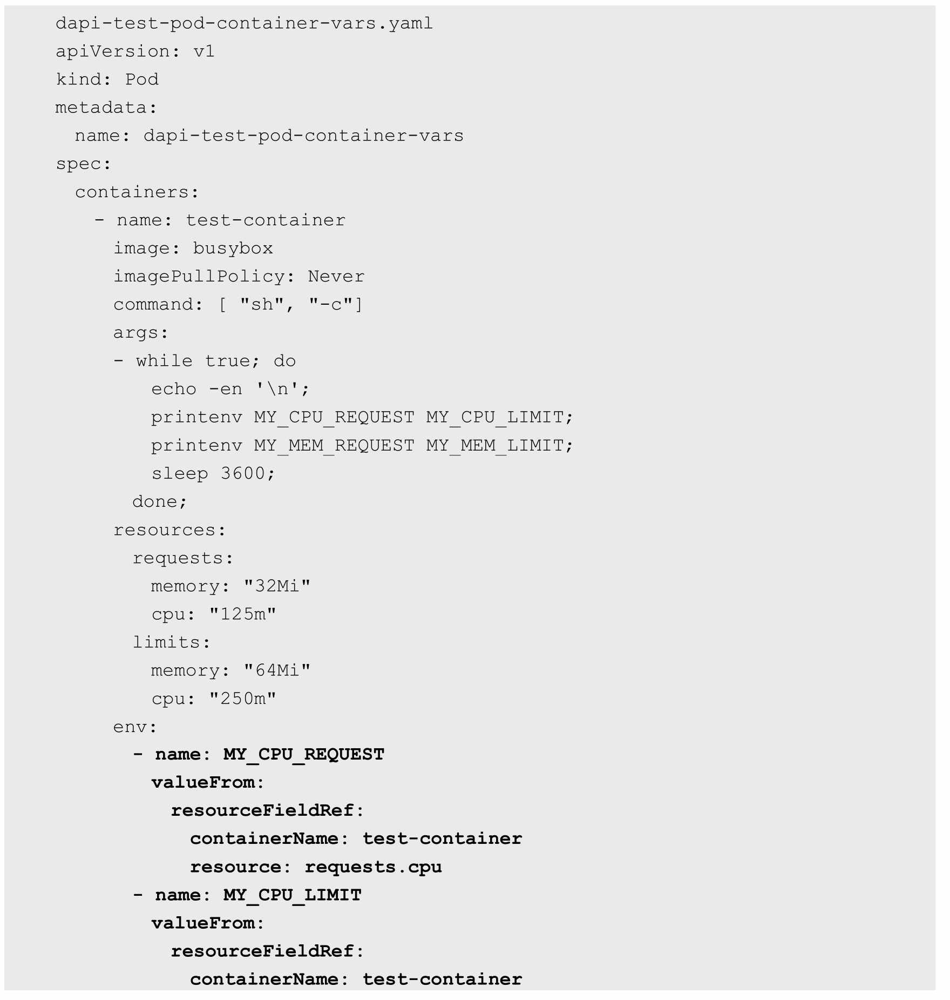 dapi-test-pod-container-vars.yaml
apiVersion: v1
kind: Pod
metadata:
  name: dapi-test-pod-container-vars
spec:
  containers:
    - name: test-container
      image: busybox
      imagePullPolicy: Never
      command: [ "sh", "-c"]
      args:
      - while true; do
          echo -en '\n';
          printenv MY_CPU_REQUEST MY_CPU_LIMIT;
          printenv MY_MEM_REQUEST MY_MEM_LIMIT;
          sleep 3600;
        done;
      resources:
        requests:
          memory: "32Mi"
          cpu: "125m"
        limits:
          memory: "64Mi"
          cpu: "250m"
      env:
        - name: MY_CPU_REQUEST
          valueFrom:
            resourceFieldRef:
              containerName: test-container
              resource: requests.cpu
        - name: MY_CPU_LIMIT
          valueFrom:
            resourceFieldRef:
              containerName: test-container